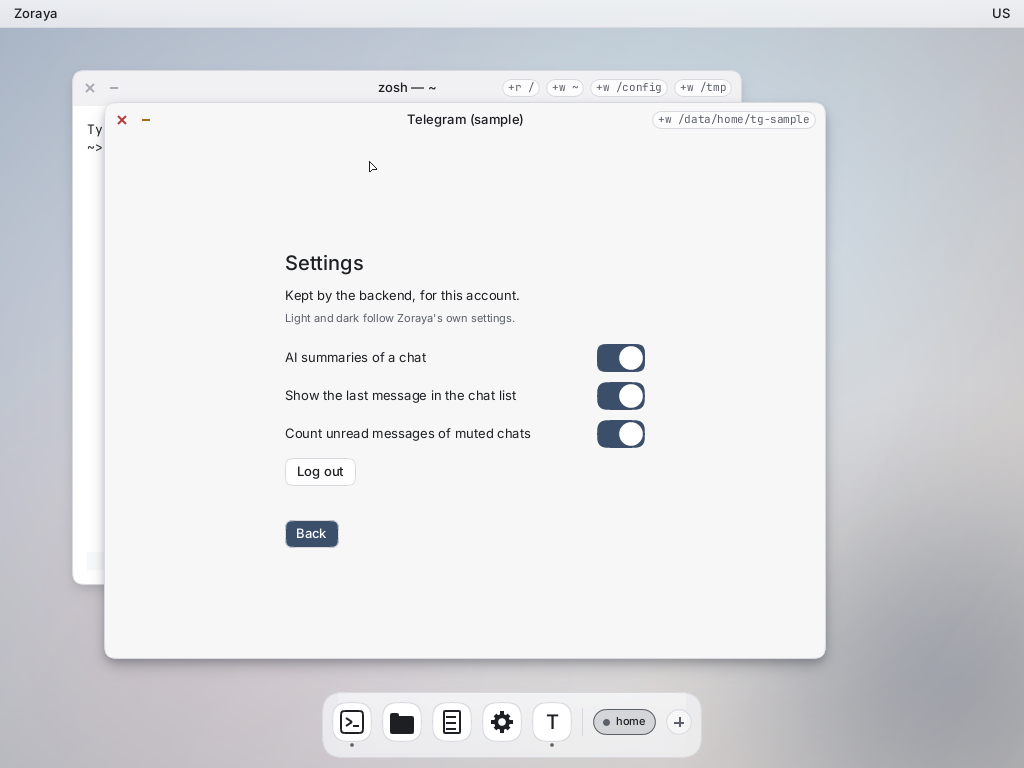 Zoraya
US
zosh — ~
+r /
+w ~
+w /config
+w /tmp
Ty
~>
Telegram (sample)
+w /data/home/tg-sample
Settings
Kept by the backend, for this account.
Light and dark follow Zoraya's own settings.
AI summaries of a chat
Show the last message in the chat list
Count unread messages of muted chats
Log out
Back
T
home